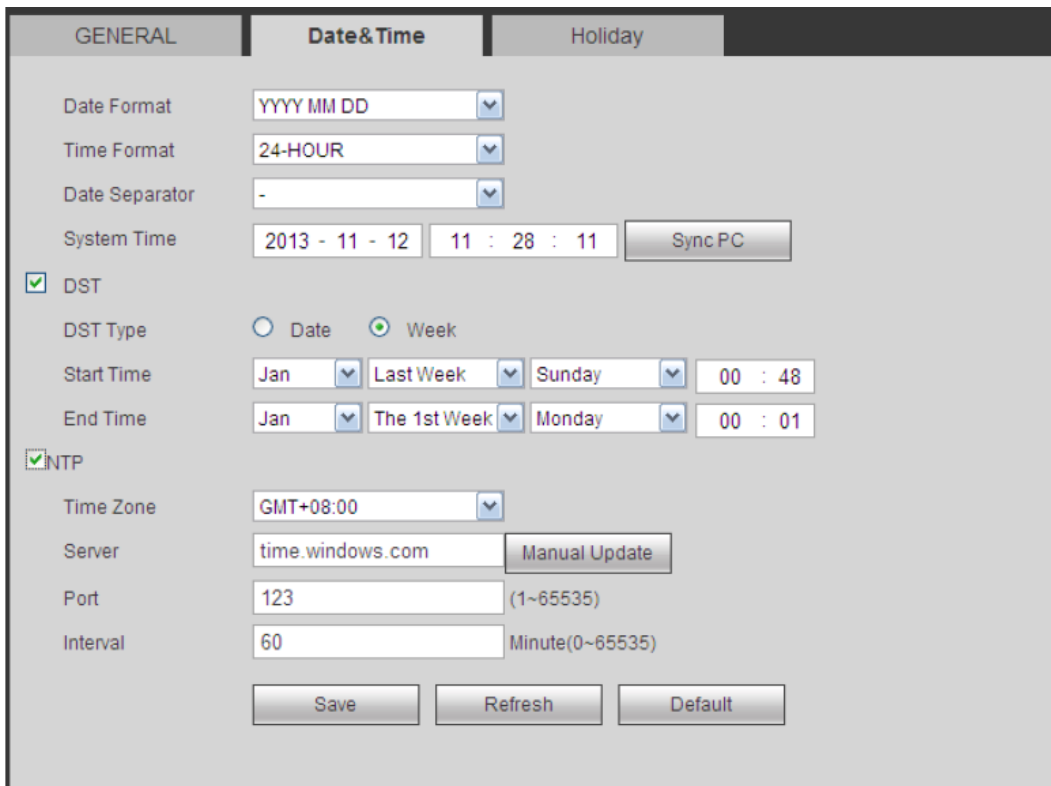 GENERAL Date&Time Holiday
Date Format YYYY MM DD
Time Format 24-HOUR
Date Separator -
System Time 2013 - 11 - 12 11 : 28 : 11 Sync PC
DST
DST Type Date Week
Start Time Jan Last Week Sunday 00 : 48
End Time Jan The 1st Week Monday 00 : 01
NTP
Time Zone GMT+08:00
Server time.windows.com Manual Update
Port 123 (1~65535)
Interval 60 Minute(0~65535)
Save Refresh Default